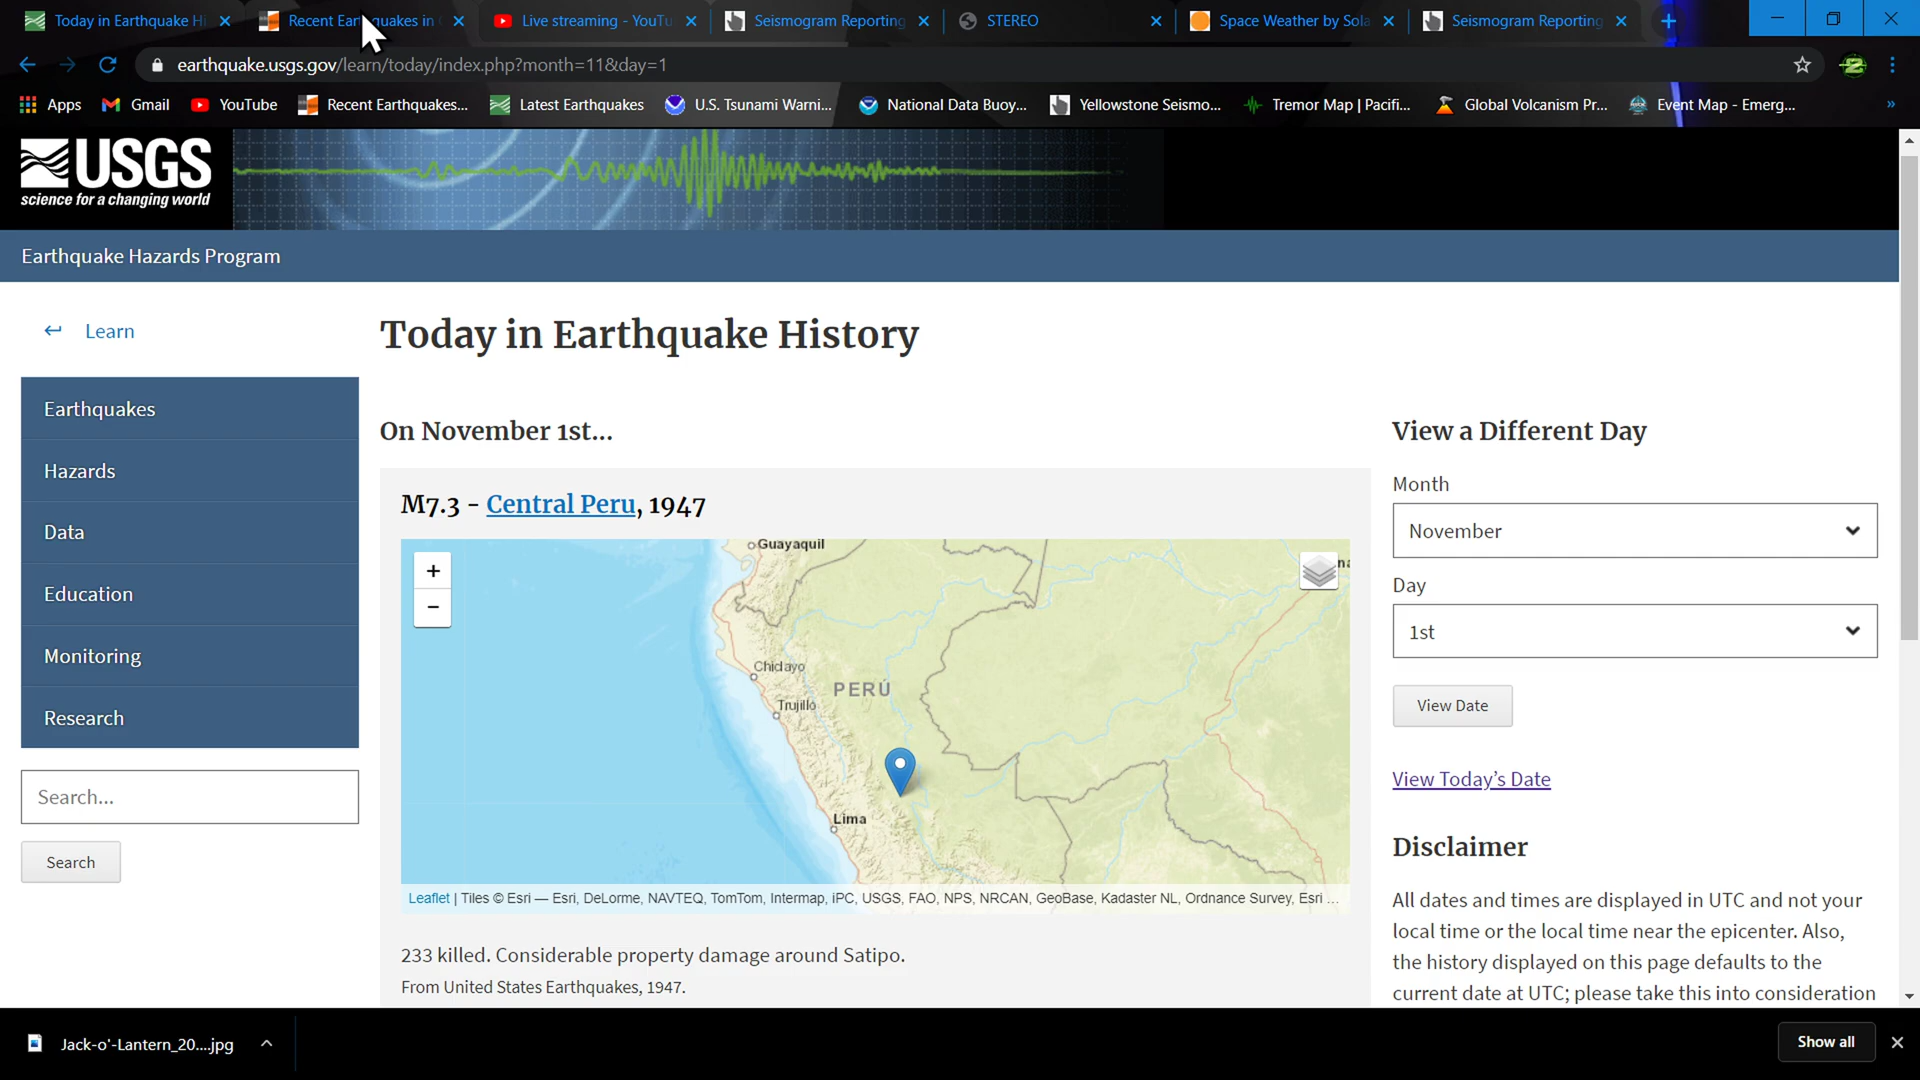 Today in Earthquake Hi
Recent Earthquakes in
Live streaming - YouTu
Seismogram Reporting
STEREO
Space Weather by Sola
Seismogram Reporting
earthquake.usgs.gov/learn/today/index.php?month=11&day=1
Apps
Gmail
YouTube
Recent Earthquakes...
Latest Earthquakes
U.S. Tsunami Warni...
National Data Buoy...
Yellowstone Seismo...
Tremor Map | Pacifi...
Global Volcanism Pr...
Event Map - Emerg...
»
USGS
science for a changing world
Earthquake Hazards Program
Learn
Earthquakes
Hazards
Data
Education
Monitoring
Research
Search...
Search
Today in Earthquake History
On November 1st...
M7.3 - Central Peru, 1947
+
−
Guayaquil
Chiclayo
PERÚ
Trujillo
Lima
Leaflet | Tiles © Esri — Esri, DeLorme, NAVTEQ, TomTom, Intermap, iPC, USGS, FAO, NPS, NRCAN, GeoBase, Kadaster NL, Ordnance Survey, Esri ...
233 killed. Considerable property damage around Satipo.
From United States Earthquakes, 1947.
View a Different Day
Month
November
Day
1st
View Date
View Today’s Date
Disclaimer
All dates and times are displayed in UTC and not your
local time or the local time near the epicenter. Also,
the history displayed on this page defaults to the
current date at UTC; please take this into consideration
Jack-o'-Lantern_20....jpg
Show all